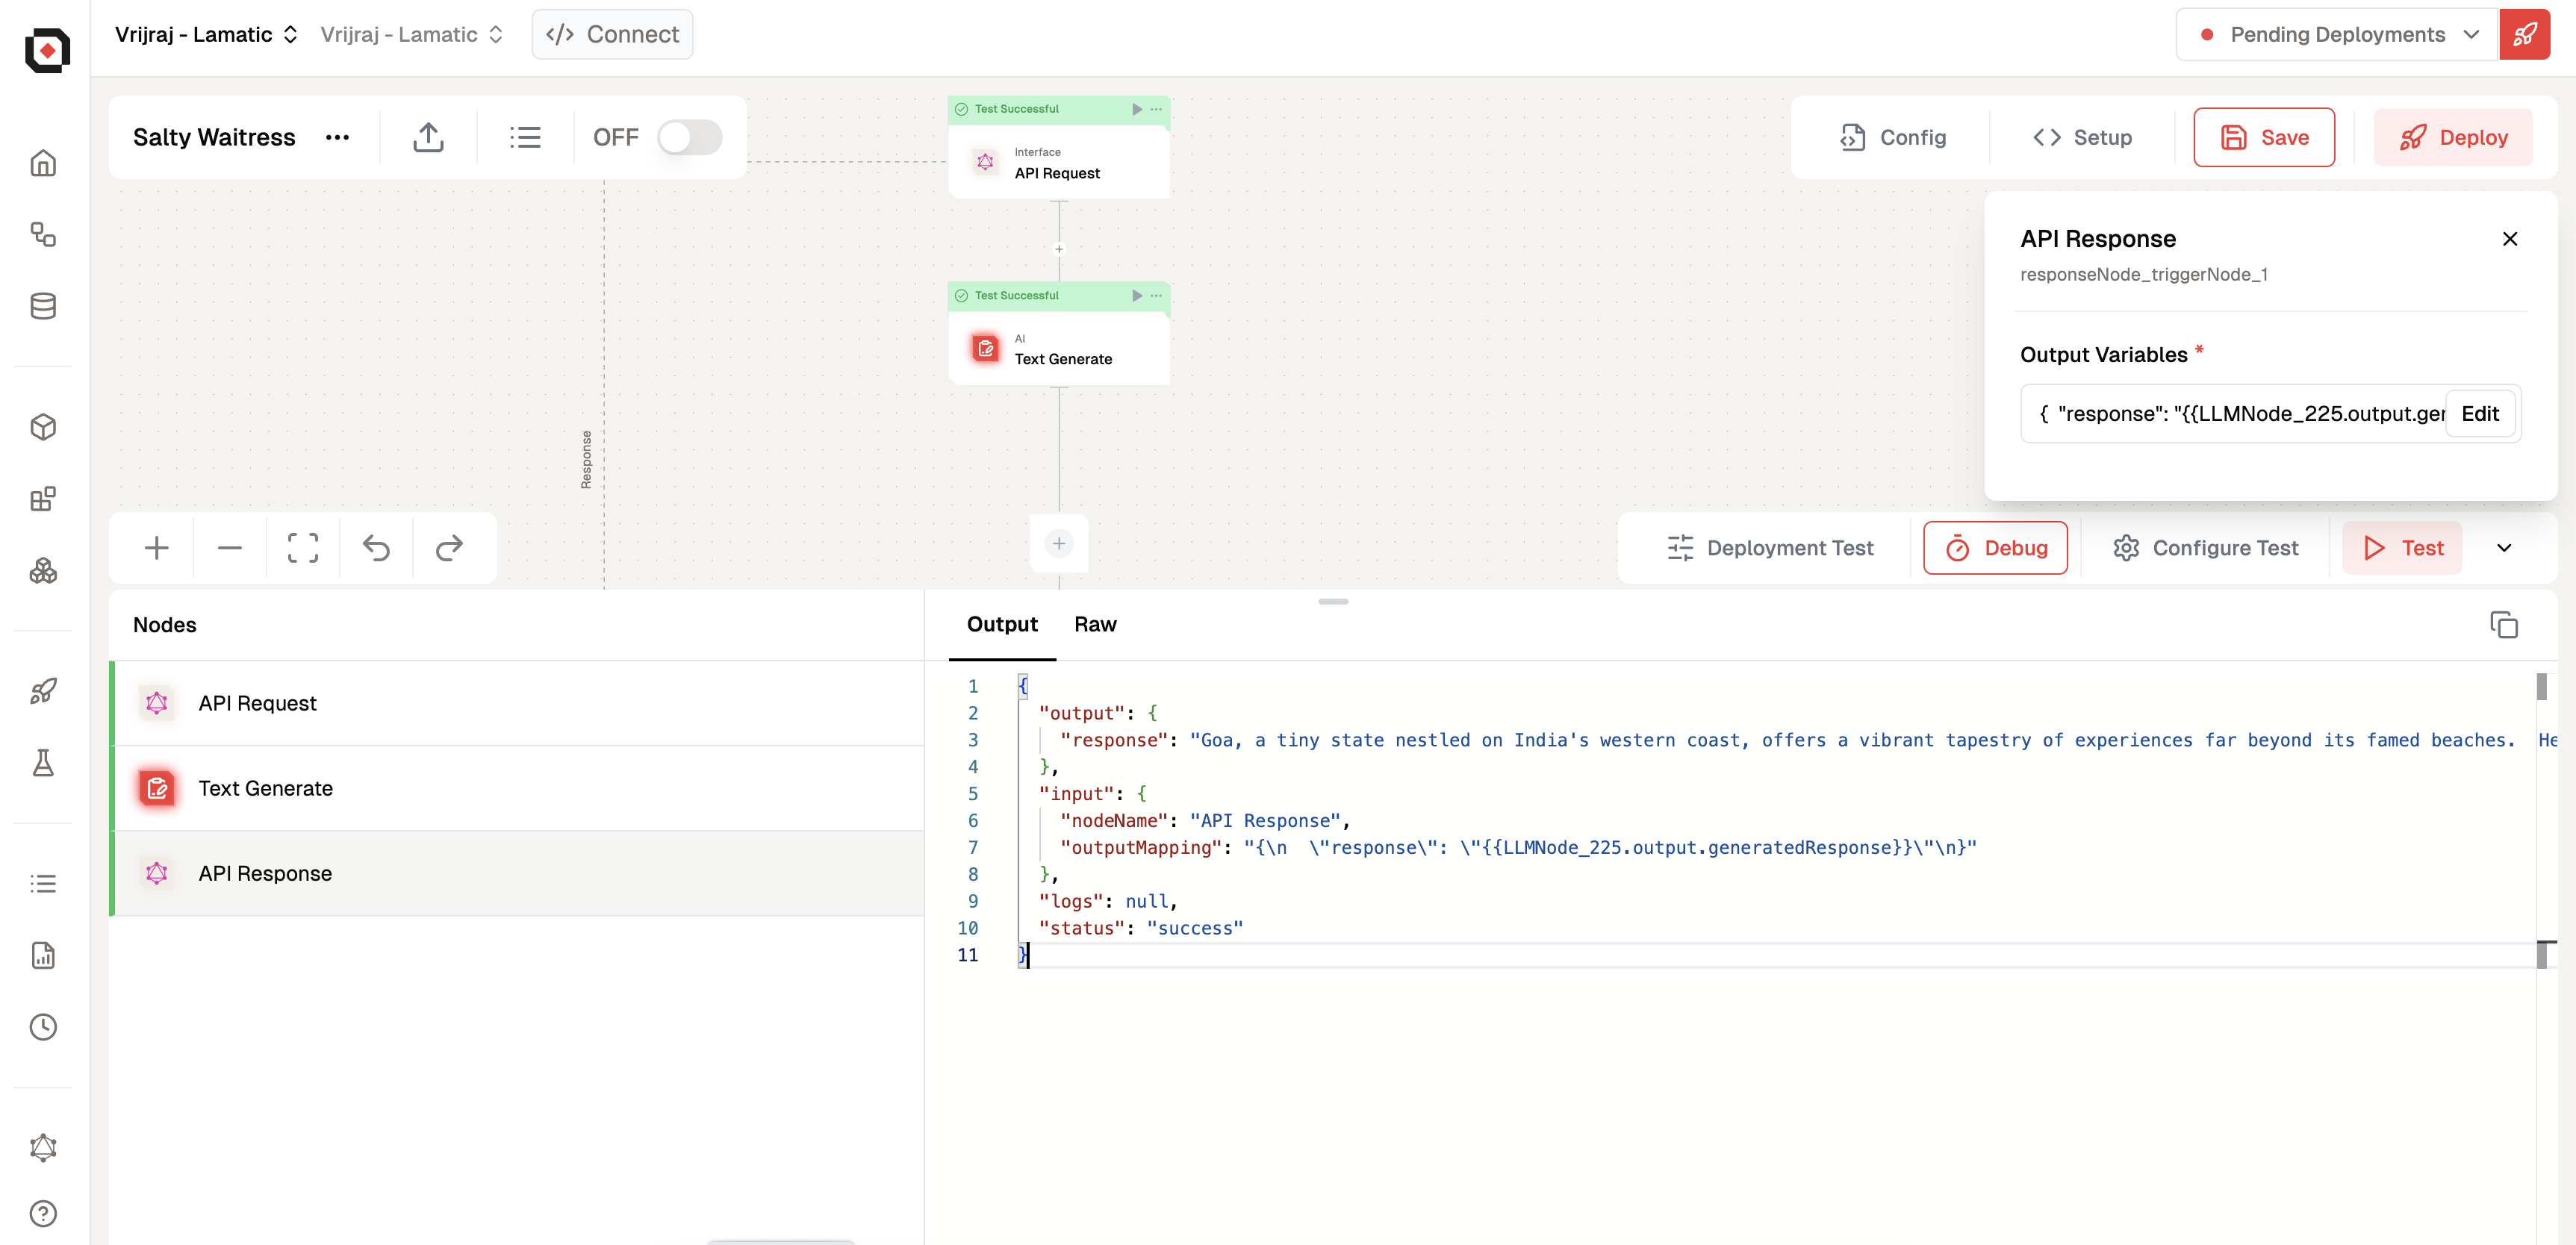 Vrijraj - Lamatic
Vrijraj - Lamatic
</> Connect
Pending Deployments
Salty Waitress
OFF
Config
Setup
Save
Deploy
Test Successful
Interface
API Request
Test Successful
AI
Text Generate
Response
API Response
responseNode_triggerNode_1
Output Variables *
{ "response": "{{LLMNode_225.output.ger
Edit
Deployment Test
Debug
Configure Test
Test
Nodes
API Request
Text Generate
API Response
Output
Raw
1 {
2 "output": {
3 "response": "Goa, a tiny state nestled on India's western coast, offers a vibrant tapestry of experiences far beyond its famed beaches. He
4 },
5 "input": {
6 "nodeName": "API Response",
7 "outputMapping": "{\n  \"response\": \"{{LLMNode_225.output.generatedResponse}}\"\n}"
8 },
9 "logs": null,
10 "status": "success"
11 }